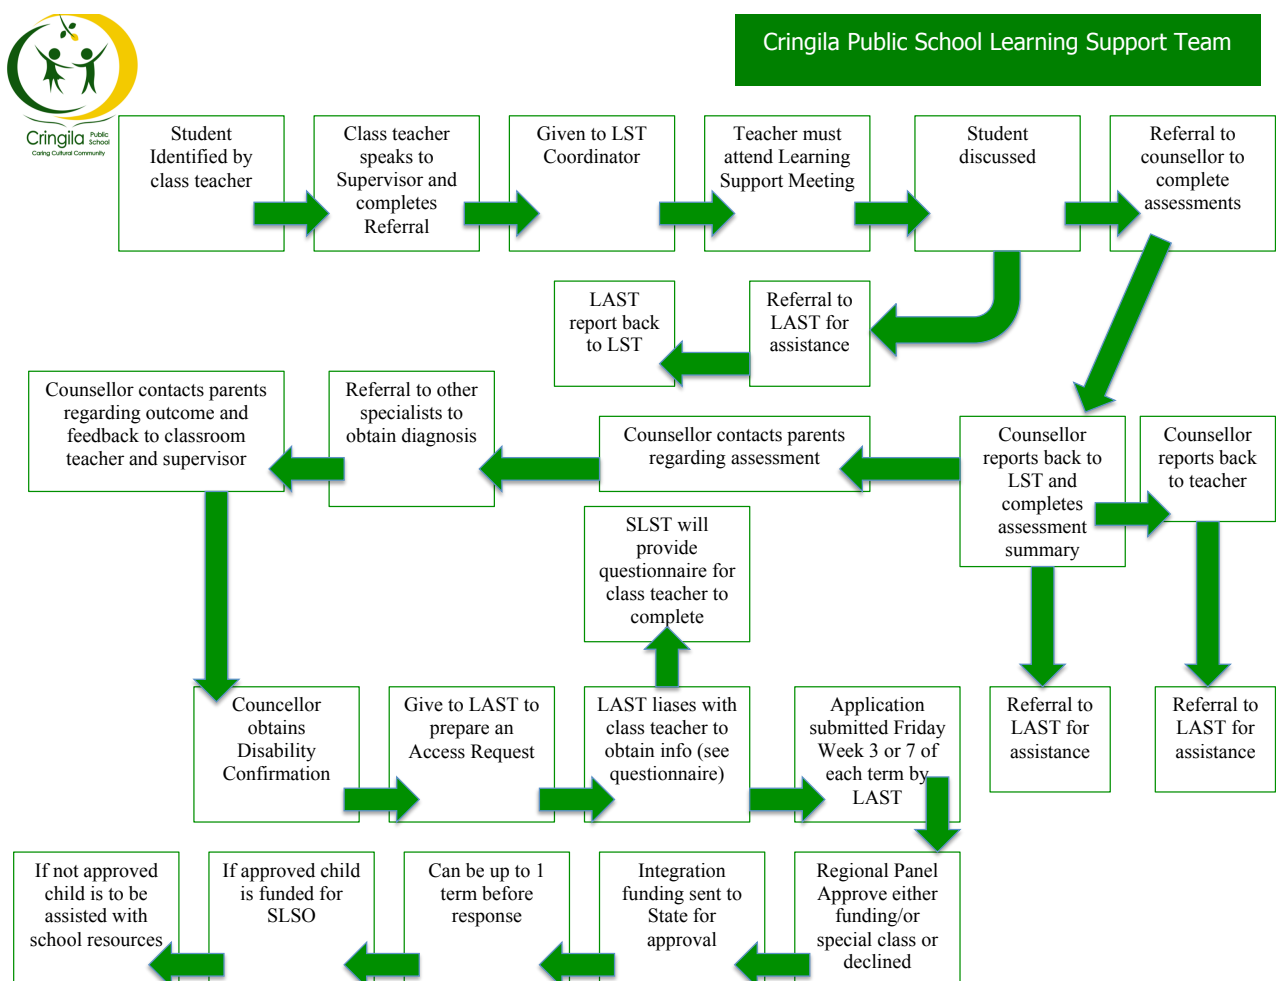 Cringila Public School Learning Support Team
Cringila Public
School
Caring Cultural Community
Student
Identified by
class teacher
Class teacher
speaks to
Supervisor and
completes
Referral
Given to LST
Coordinator
Teacher must
attend Learning
Support Meeting
Student
discussed
Referral to
counsellor to
complete
assessments
LAST
report back
to LST
Referral to
LAST for
assistance
Counsellor contacts parents
regarding outcome and
feedback to classroom
teacher and supervisor
Referral to other
specialists to
obtain diagnosis
Counsellor contacts parents
regarding assessment
Counsellor
reports back to
LST and
completes
assessment
summary
Counsellor
reports back
to teacher
SLST will
provide
questionnaire for
class teacher to
complete
Councellor
obtains
Disability
Confirmation
Give to LAST to
prepare an
Access Request
LAST liases with
class teacher to
obtain info (see
questionnaire)
Application
submitted Friday
Week 3 or 7 of
each term by
LAST
Referral to
LAST for
assistance
Referral to
LAST for
assistance
If not approved
child is to be
assisted with
school resources
If approved child
is funded for
SLSO
Can be up to 1
term before
response
Integration
funding sent to
State for
approval
Regional Panel
Approve either
funding/or
special class or
declined